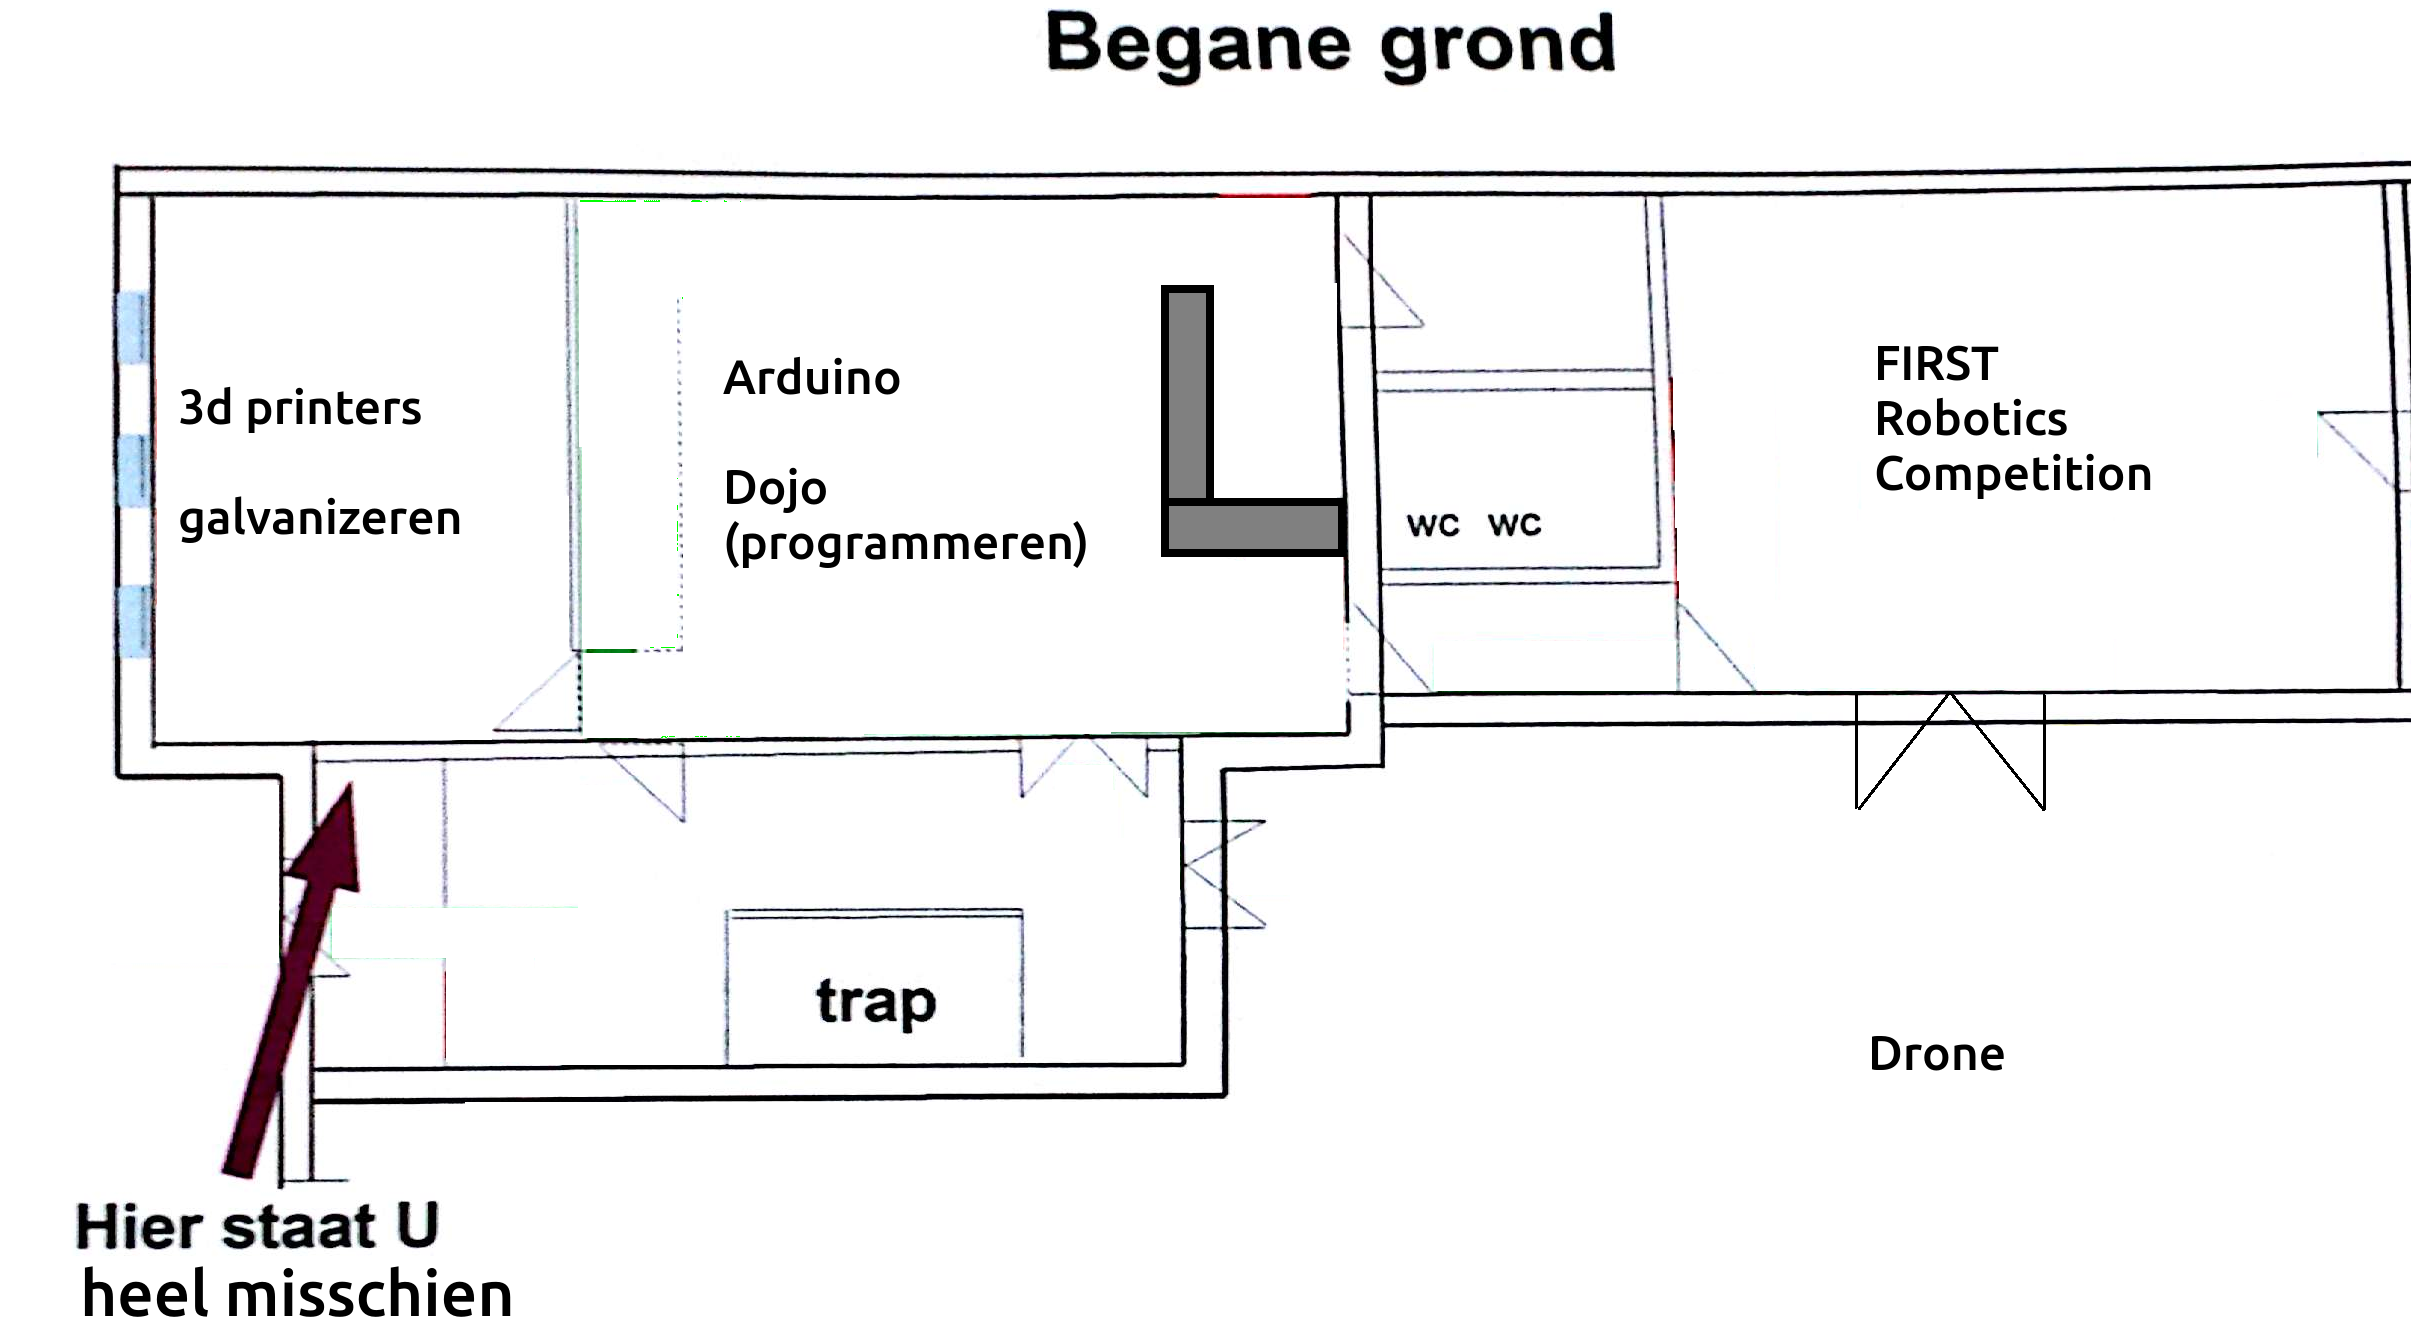 Begane grond
3d printers
galvanizeren
Arduino
Dojo
(programmeren)
wc wc
FIRST
Robotics
Competition
trap
Drone
Hier staat U
heel misschien